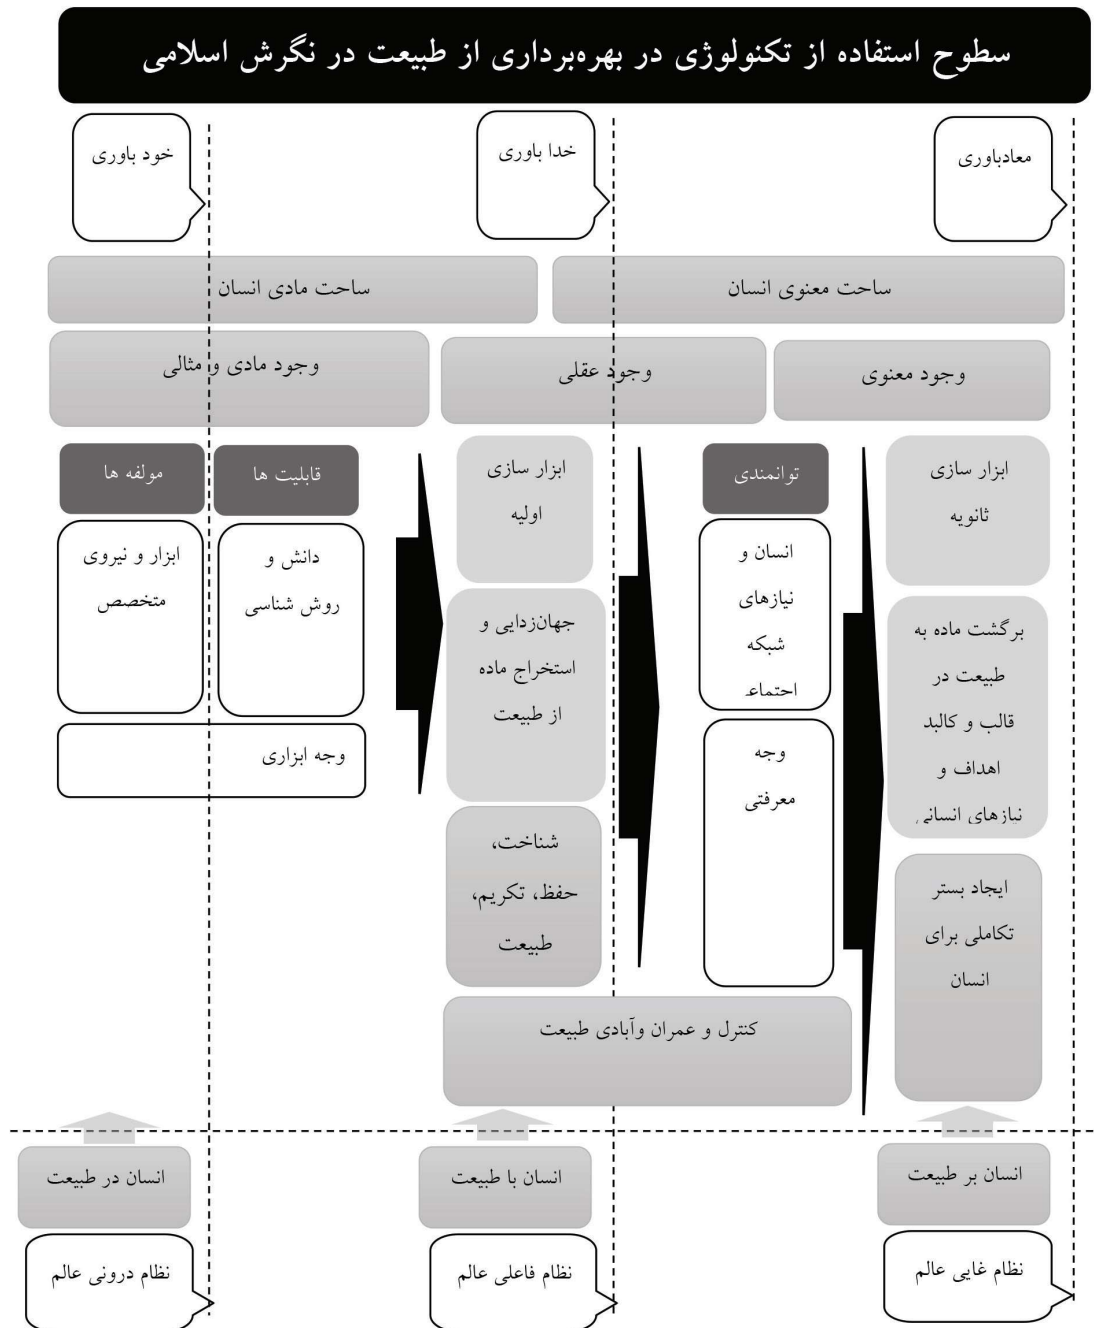 سطوح استفاده از تکنولوژی در بهره‌برداری از طبیعت در نگرش اسلامی
معادباوری
خدا باوری
خود باوری
ساحت معنوی انسان
ساحت مادی انسان
وجود معنوی
وجود عقلی
وجود مادی و مثالی
مولفه ها
ابزار و نیروی
متخصص
قابلیت ها
دانش و
روش شناسی
وجه ابزاری
ابزار سازی
اولیه
جهان‌زدایی و
استخراج ماده
از طبیعت
شناخت،
حفظ، تکریم،
طبیعت
توانمندی
انسان و
نیازهای
شبکه
وجه
معرفتی
کنترل و عمران وآبادی طبیعت
ابزار سازی
ثانویه
برگشت ماده به
طبیعت در
قالب و کالبد
اهداف و
نیازهای انسانی
ایجاد بستر
تکاملی برای
انسان
انسان بر طبیعت
انسان با طبیعت
انسان در طبیعت
نظام غایی عالم
نظام فاعلی عالم
نظام درونی عالم